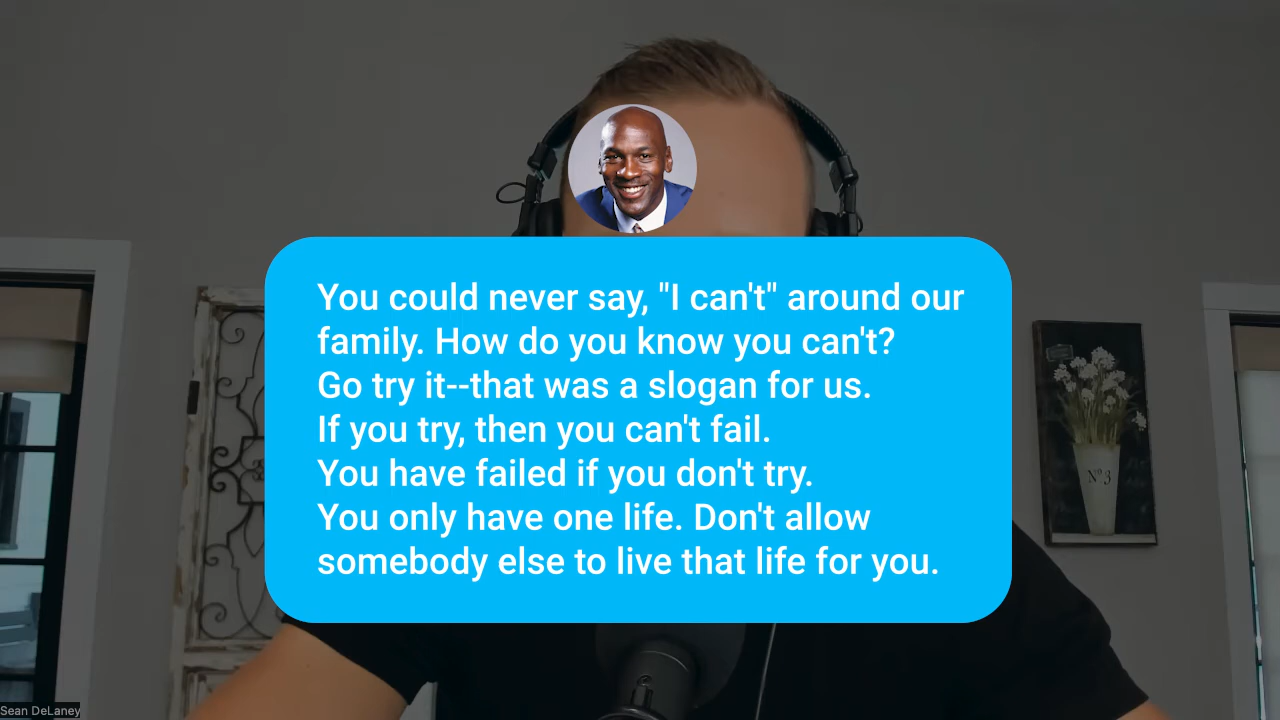 You could never say, "I can't" around our
family. How do you know you can't?
Go try it--that was a slogan for us.
If you try, then you can't fail.
You have failed if you don't try.
You only have one life. Don't allow
somebody else to live that life for you.
Nº3
Sean DeLaney